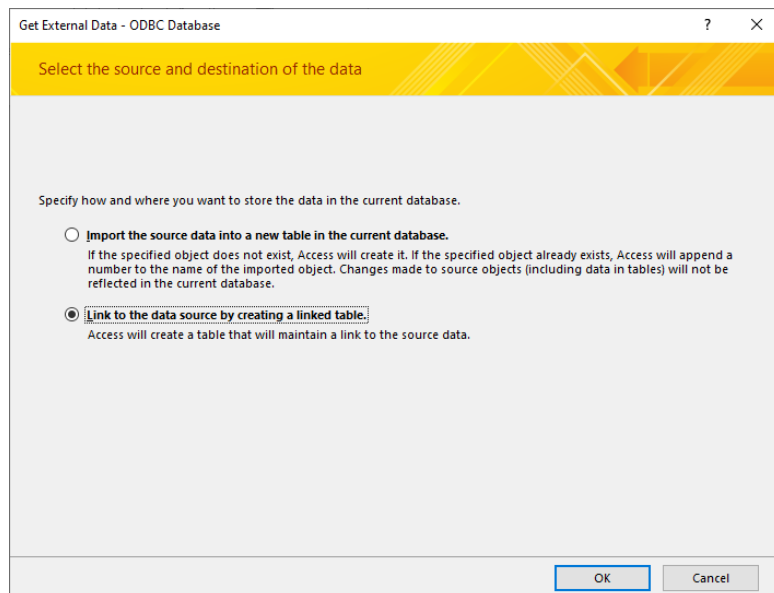 Get External Data - ODBC Database
?
Select the source and destination of the data
Specify how and where you want to store the data in the current database.
Import the source data into a new table in the current database.
If the specified object does not exist, Access will create it. If the specified object already exists, Access will append a
number to the name of the imported object. Changes made to source objects (including data in tables) will not be
reflected in the current database.
Link to the data source by creating a linked table.
Access will create a table that will maintain a link to the source data.
OK
Cancel